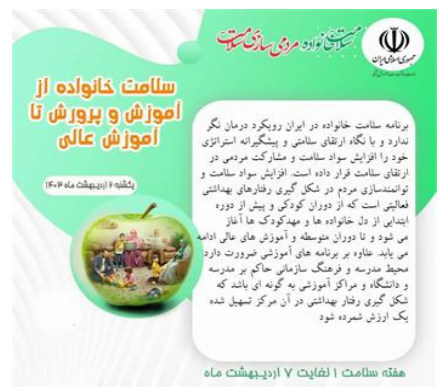 سلامت خانواده، مردمی سازی سلامت
جمهوری اسلامی ایران
سلامت خانواده از
آموزش و پرورش تا
آموزش عالی
یکشنبه ۲ اردیبهشت ماه ۱۴۰۳
برنامه سلامت خانواده در ایران رویکرد درمان نگر
ندارد و با نگاه ارتقای سلامتی و پیشگیرانه استراتژی
خود را افزایش سواد سلامت و مشارکت مردمی در
ارتقای سلامت قرار داده است. افزایش سواد سلامت و
توانمندسازی مردم در شکل گیری رفتارهای بهداشتی
فعالیتی است که از دوران کودکی و پیش از دوره
ابتدایی از دل خانواده ها و مهدکودک ها آغاز
می شود و تا دوران متوسطه و آموزش های عالی ادامه
می یابد. علاوه بر برنامه های آموزشی ضرورت دارد
محیط مدرسه و فرهنگ سازمانی حاکم بر مدرسه
و دانشگاه و مراکز آموزشی به گونه ای باشد که
شکل گیری رفتار بهداشتی در آن مرکز تسهیل شده
یک ارزش شمرده شود
هفته سلامت ۱ لغایت ۷ اردیبهشت ماه